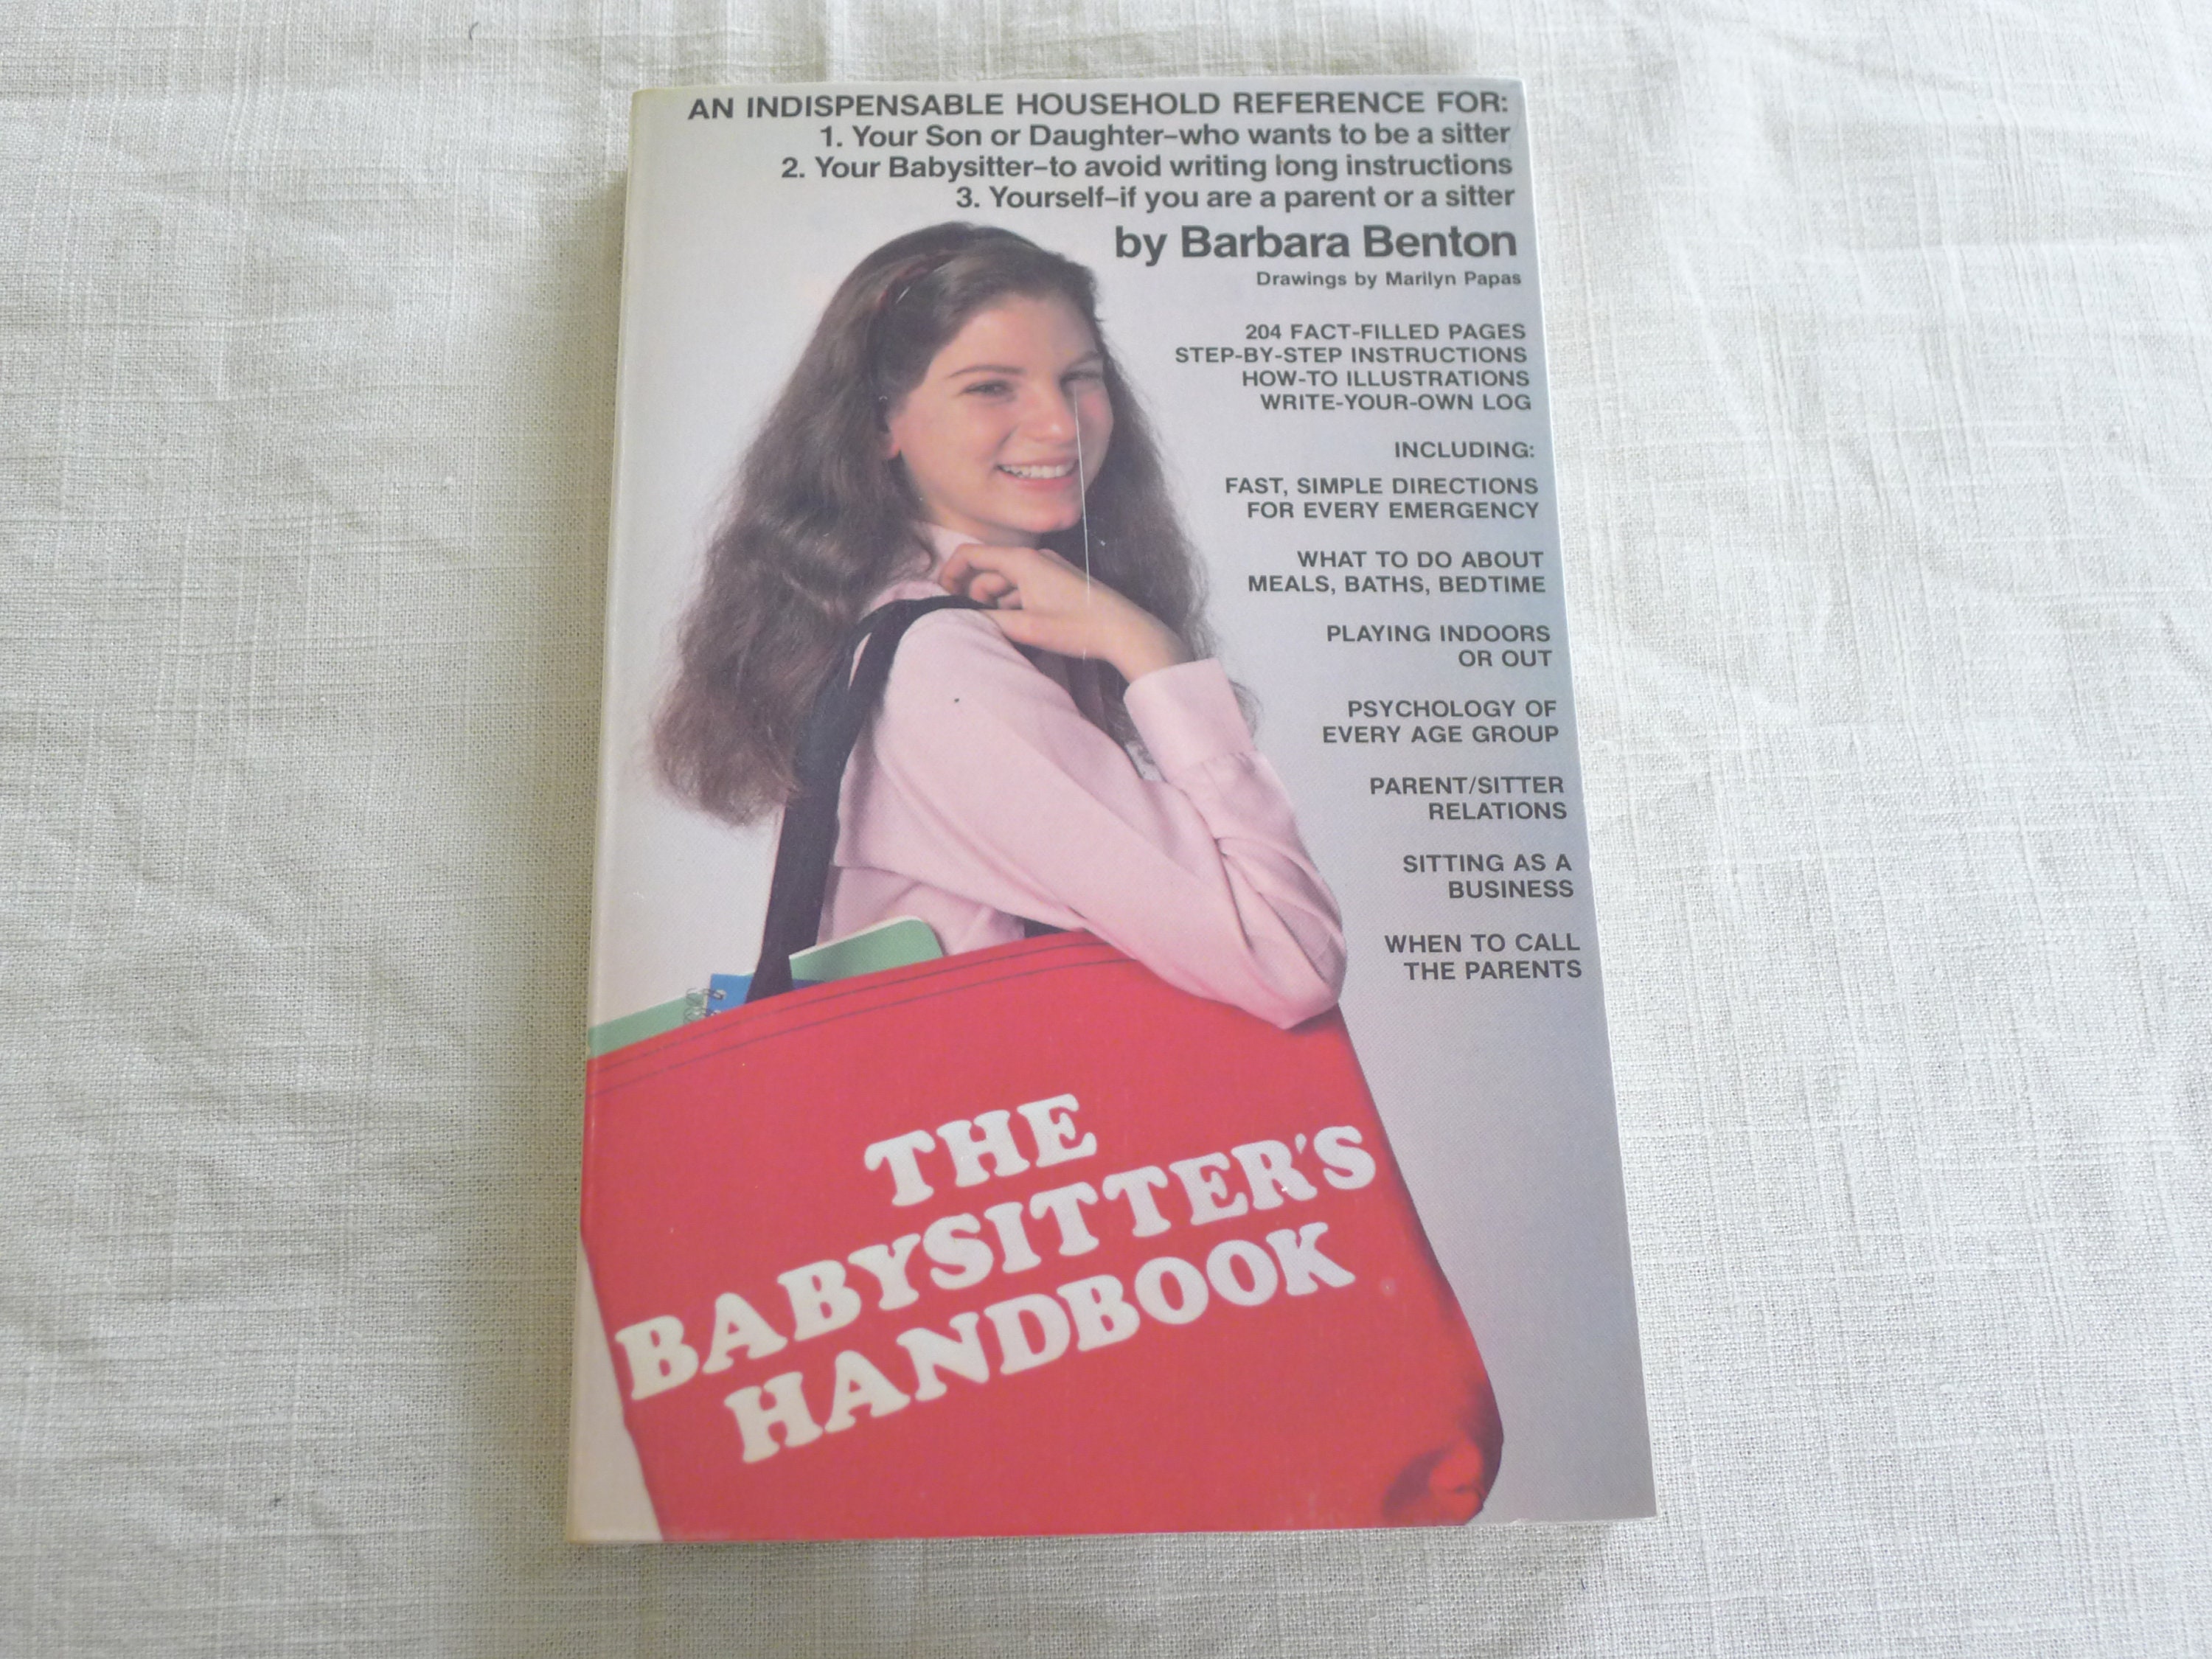 AN INDISPENSABLE HOUSEHOLD REFERENCE FOR:
1. Your Son or Daughter–who wants to be a sitter
2. Your Babysitter–to avoid writing long instructions
3. Yourself–if you are a parent or a sitter
by Barbara Benton
Drawings by Marilyn Papas
204 FACT-FILLED PAGES
STEP-BY-STEP INSTRUCTIONS
HOW-TO ILLUSTRATIONS
WRITE-YOUR-OWN LOG
INCLUDING:
FAST, SIMPLE DIRECTIONS
FOR EVERY EMERGENCY
WHAT TO DO ABOUT
MEALS, BATHS, BEDTIME
PLAYING INDOORS
OR OUT
PSYCHOLOGY OF
EVERY AGE GROUP
PARENT/SITTER
RELATIONS
SITTING AS A
BUSINESS
WHEN TO CALL
THE PARENTS
THE
BABYSITTER'S
HANDBOOK